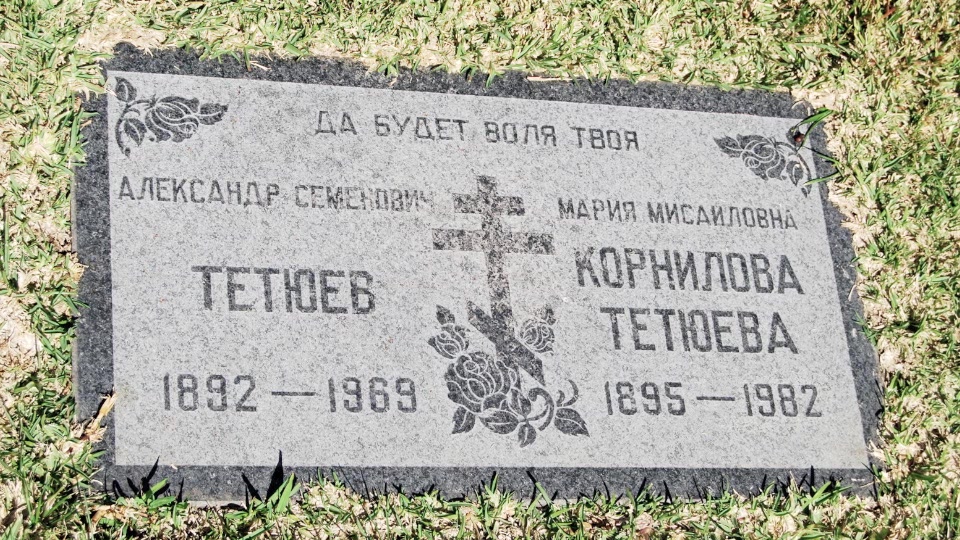 ДА БУДЕТ ВОЛЯ ТВОЯ
АЛЕКСАНДР СЕМЕНОВИЧ
ТЕТЮЕВ
1892 — 1969
МАРИЯ МИСАИЛОВНА
КОРНИЛОВА
ТЕТЮЕВА
1895 — 1982